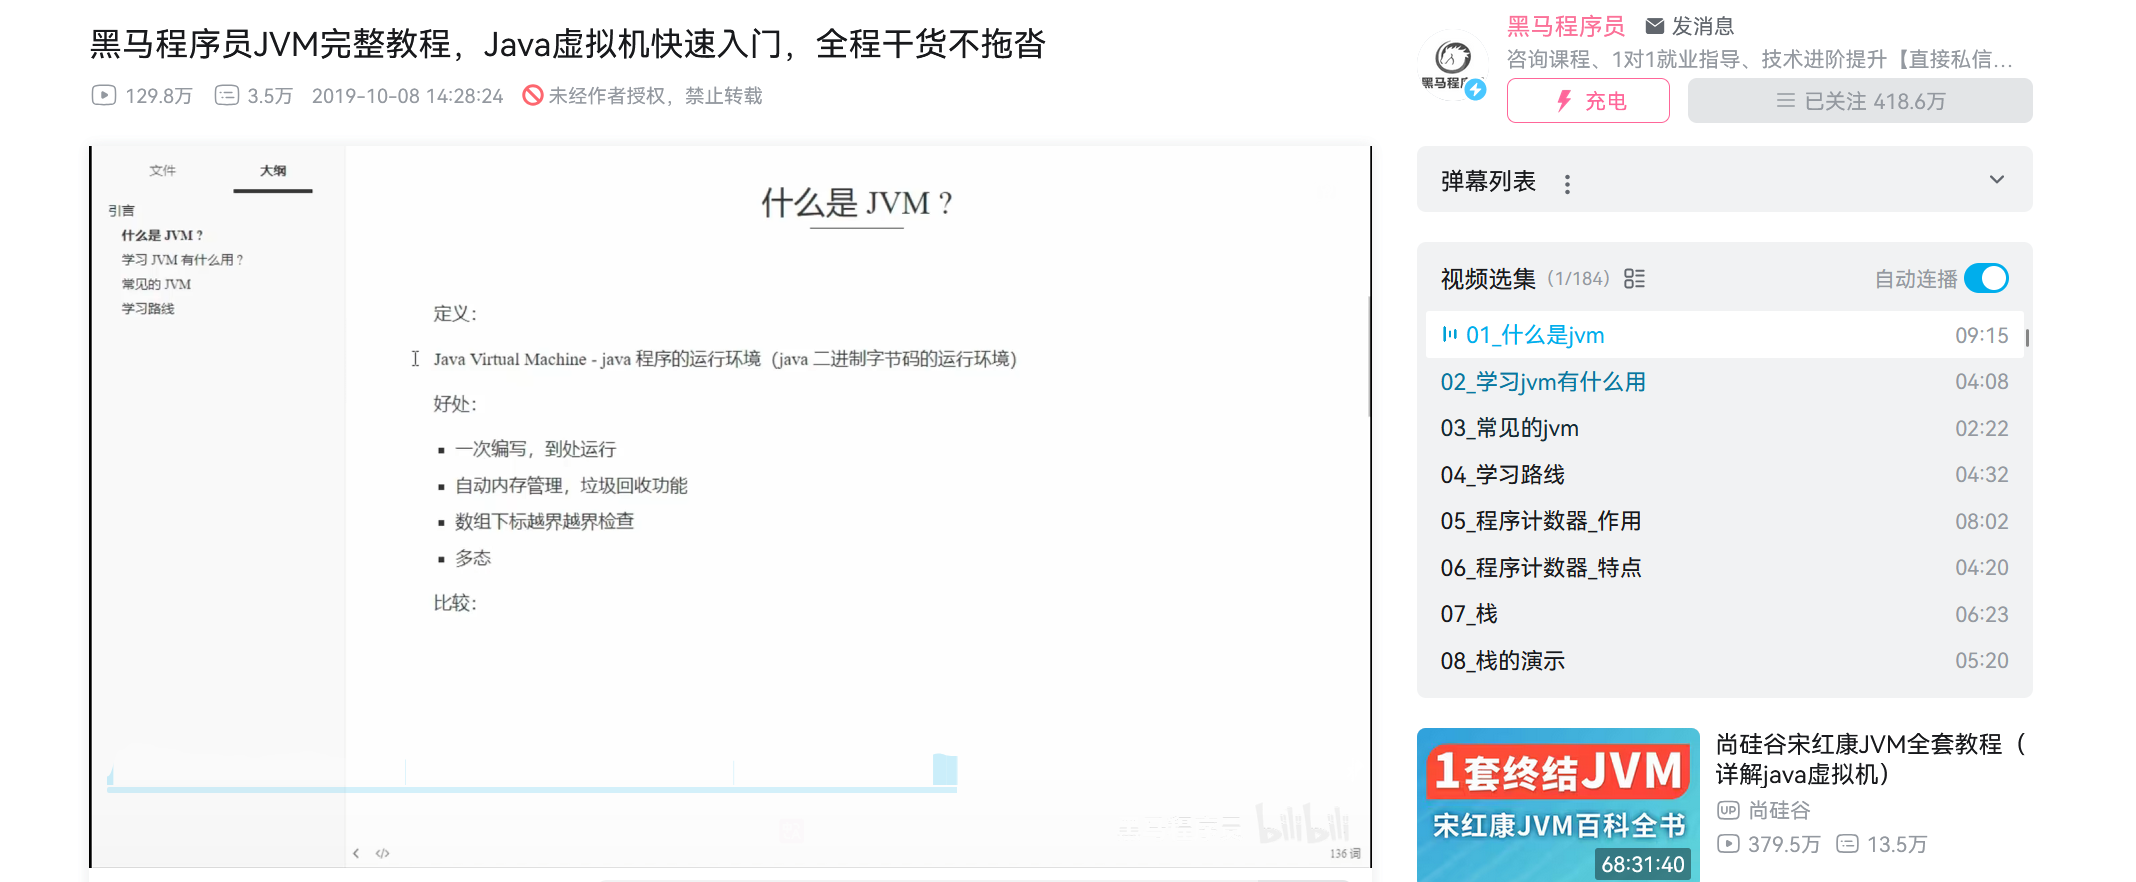 黑马程序员JVM完整教程，Java虚拟机快速入门，全程干货不拖沓
129.8万 3.5万 2019-10-08 14:28:24 未经作者授权，禁止转载
文件 大纲
引言
什么是 JVM ?
学习 JVM 有什么用 ?
常见的 JVM
学习路线
什么是 JVM ?
定义：
Java Virtual Machine - java 程序的运行环境（java 二进制字节码的运行环境）
好处：
一次编写，到处运行
自动内存管理，垃圾回收功能
数组下标越界越界检查
多态
比较：
bilibili
136 词
黑马程序员 发消息
咨询课程、1对1就业指导、技术进阶提升【直接私信...
黑马程序
充电 已关注 418.6万
弹幕列表
视频选集 (1/184) 自动连播
01_什么是jvm 09:15
02_学习jvm有什么用 04:08
03_常见的jvm 02:22
04_学习路线 04:32
05_程序计数器_作用 08:02
06_程序计数器_特点 04:20
07_栈 06:23
08_栈的演示 05:20
1套终结JVM
宋红康JVM百科全书
68:31:40
尚硅谷宋红康JVM全套教程（
详解java虚拟机）
UP 尚硅谷
379.5万 13.5万